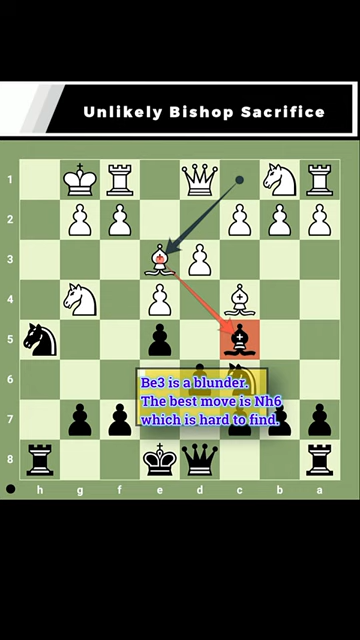 Unlikely Bishop Sacrifice
1
2
3
4
5
6
7
8
Be3 is a blunder.
The best move is Nh6
which is hard to find.
h g f e d c b a